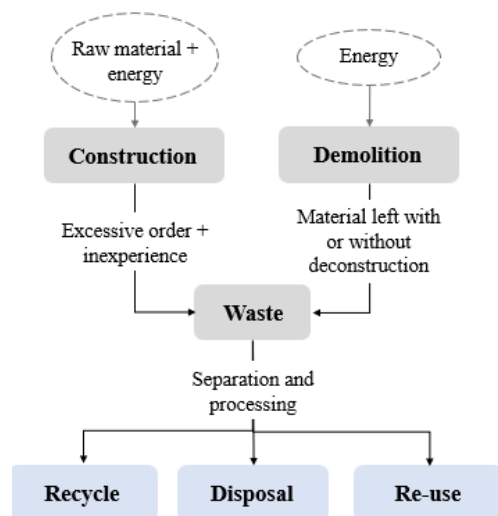 Raw material +
energy
Energy
Construction
Demolition
Excessive order +
inexperience
Material left with
or without
deconstruction
Waste
Separation and
processing
Recycle
Disposal
Re-use